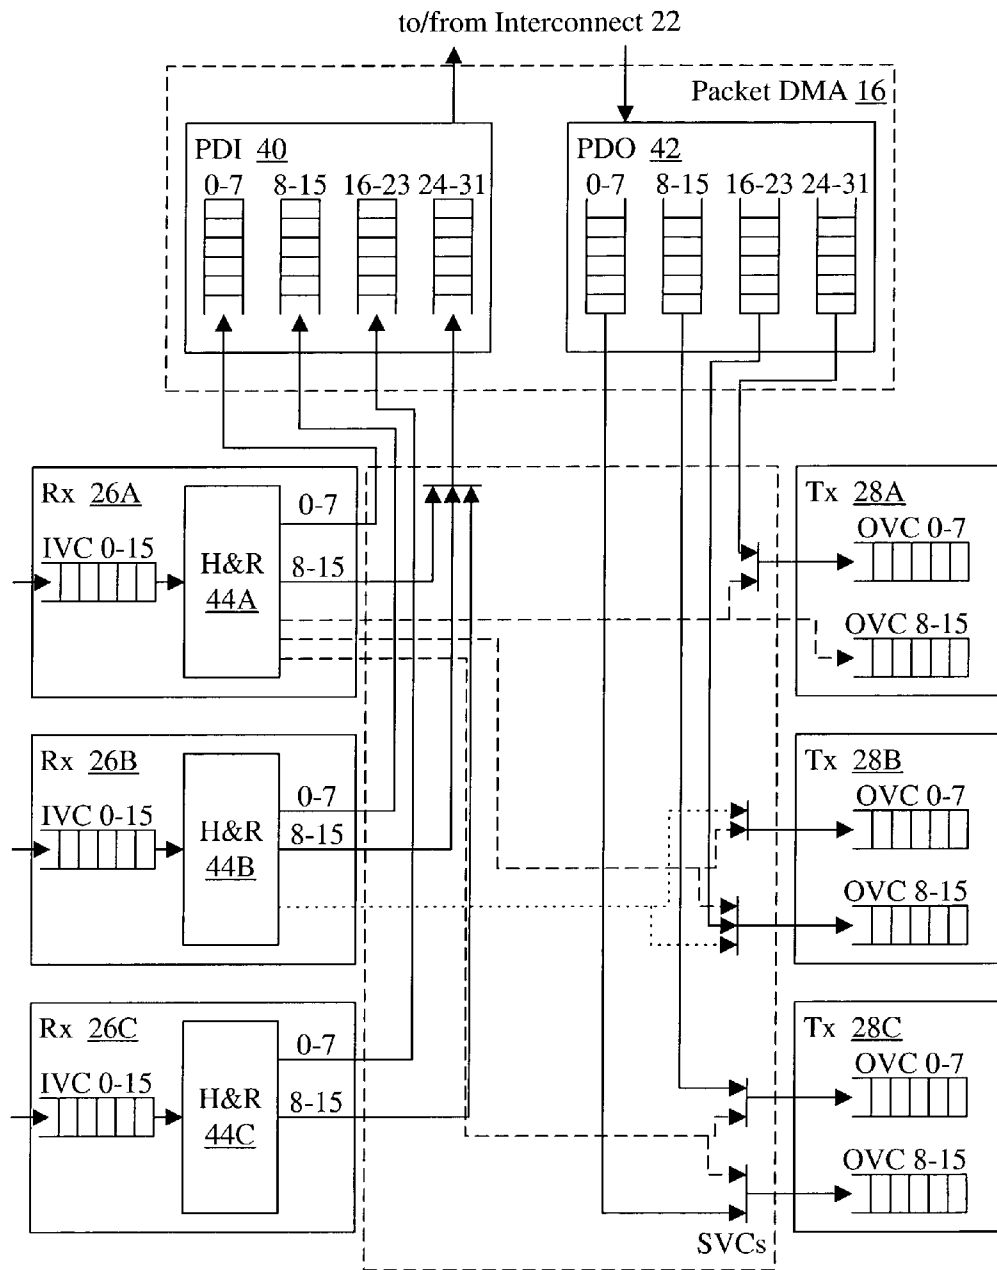 to/from Interconnect 22
Packet DMA 16
PDI 40
0-7 8-15 16-23 24-31
PDO 42
0-7 8-15 16-23 24-31
Rx 26A
IVC 0-15
H&R
44A
0-7
8-15
Tx 28A
OVC 0-7
OVC 8-15
Rx 26B
IVC 0-15
H&R
44B
0-7
8-15
Tx 28B
OVC 0-7
OVC 8-15
Rx 26C
IVC 0-15
H&R
44C
0-7
8-15
Tx 28C
OVC 0-7
OVC 8-15
SVCs